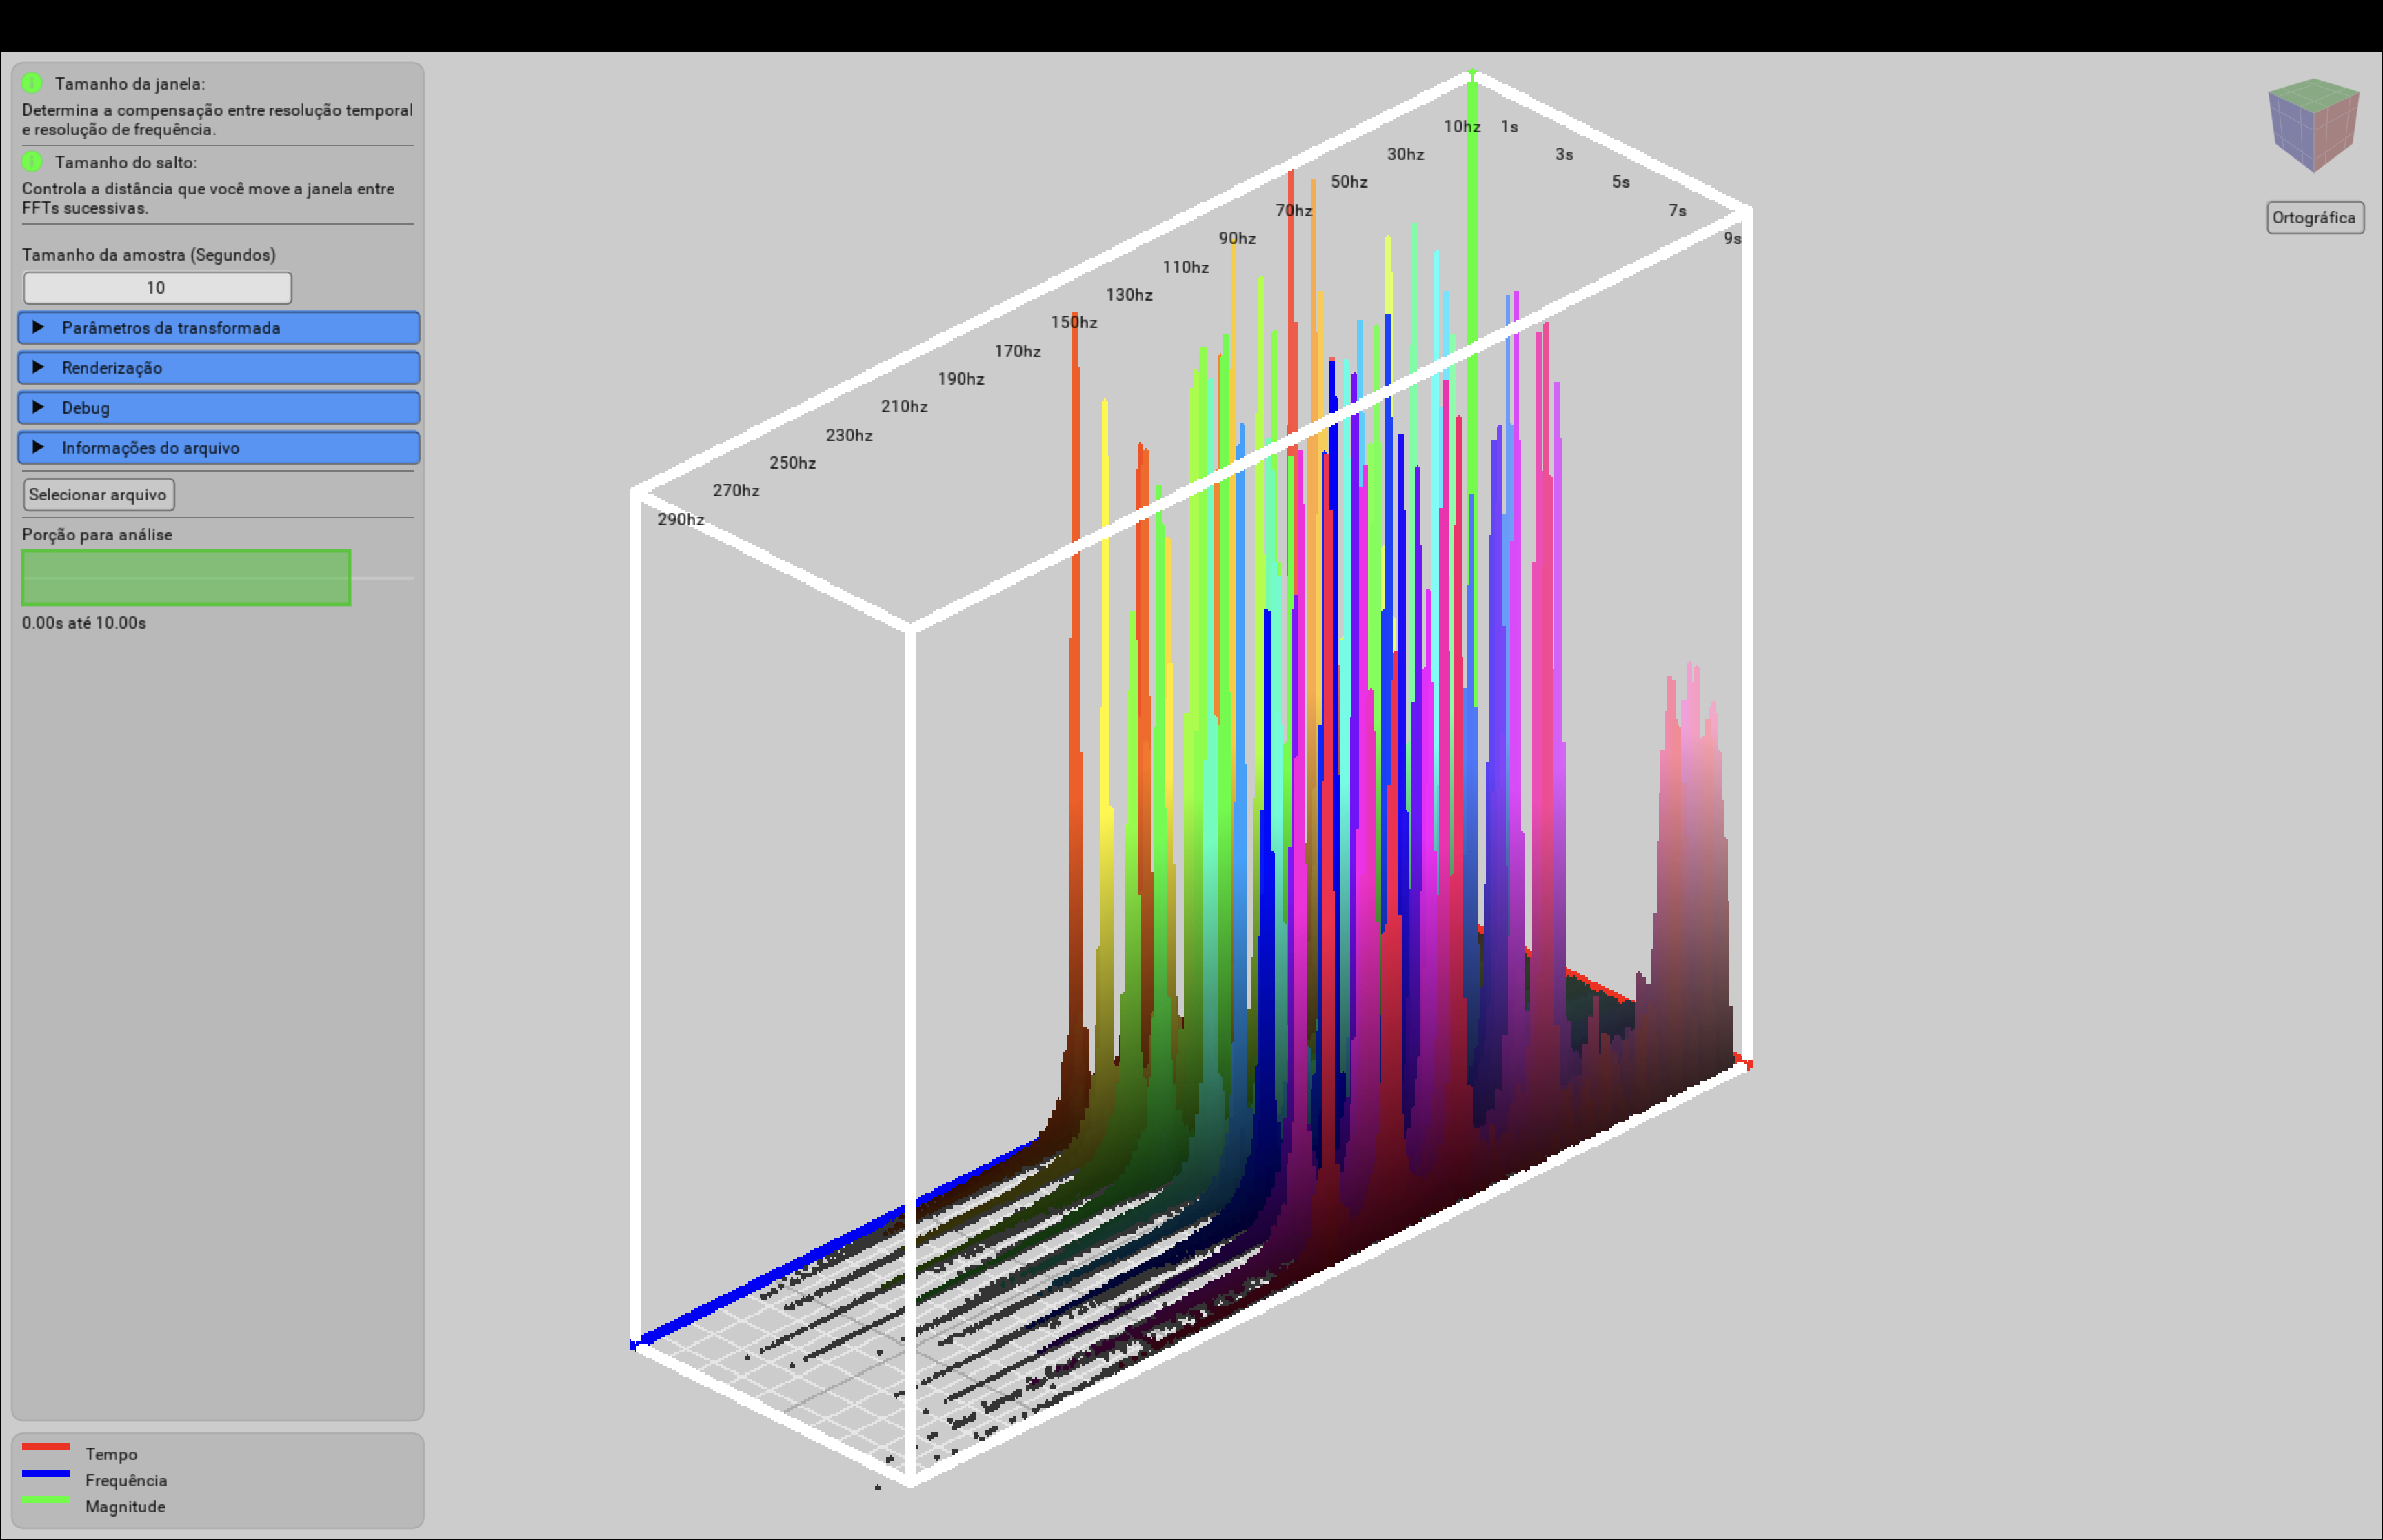 Tamanho da janela:
Determina a compensação entre resolução temporal
e resolução de frequência.
Tamanho do salto:
Controla a distância que você move a janela entre
FFTs sucessivas.
Tamanho da amostra (Segundos)
10
Parâmetros da transformada
Renderização
Debug
Informações do arquivo
Selecionar arquivo
Porção para análise
0.00s até 10.00s
Tempo
Frequência
Magnitude
10hz
30hz
50hz
70hz
90hz
110hz
130hz
150hz
170hz
190hz
210hz
230hz
250hz
270hz
290hz
1s
3s
5s
7s
9s
Ortográfica